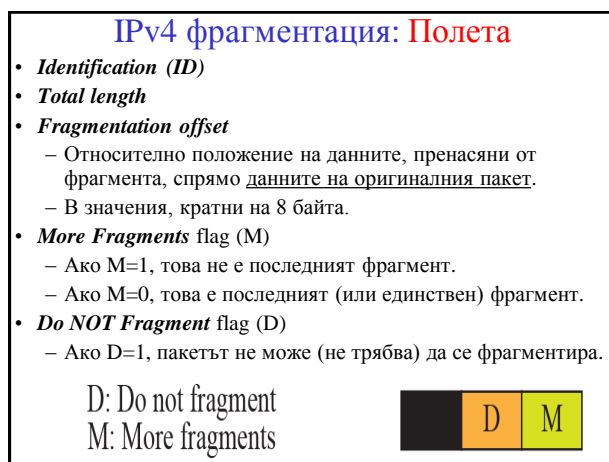 IPv4 фрагментация: Полета
• Identification (ID)
• Total length
• Fragmentation offset
– Относително положение на данните, пренасяни от
фрагмента, спрямо данните на оригиналния пакет.
– В значения, кратни на 8 байта.
• More Fragments flag (M)
– Ако M=1, това не е последният фрагмент.
– Ако M=0, това е последният (или единствен) фрагмент.
• Do NOT Fragment flag (D)
– Ако D=1, пакетът не може (не трябва) да се фрагментира.
D: Do not fragment
M: More fragments
D M